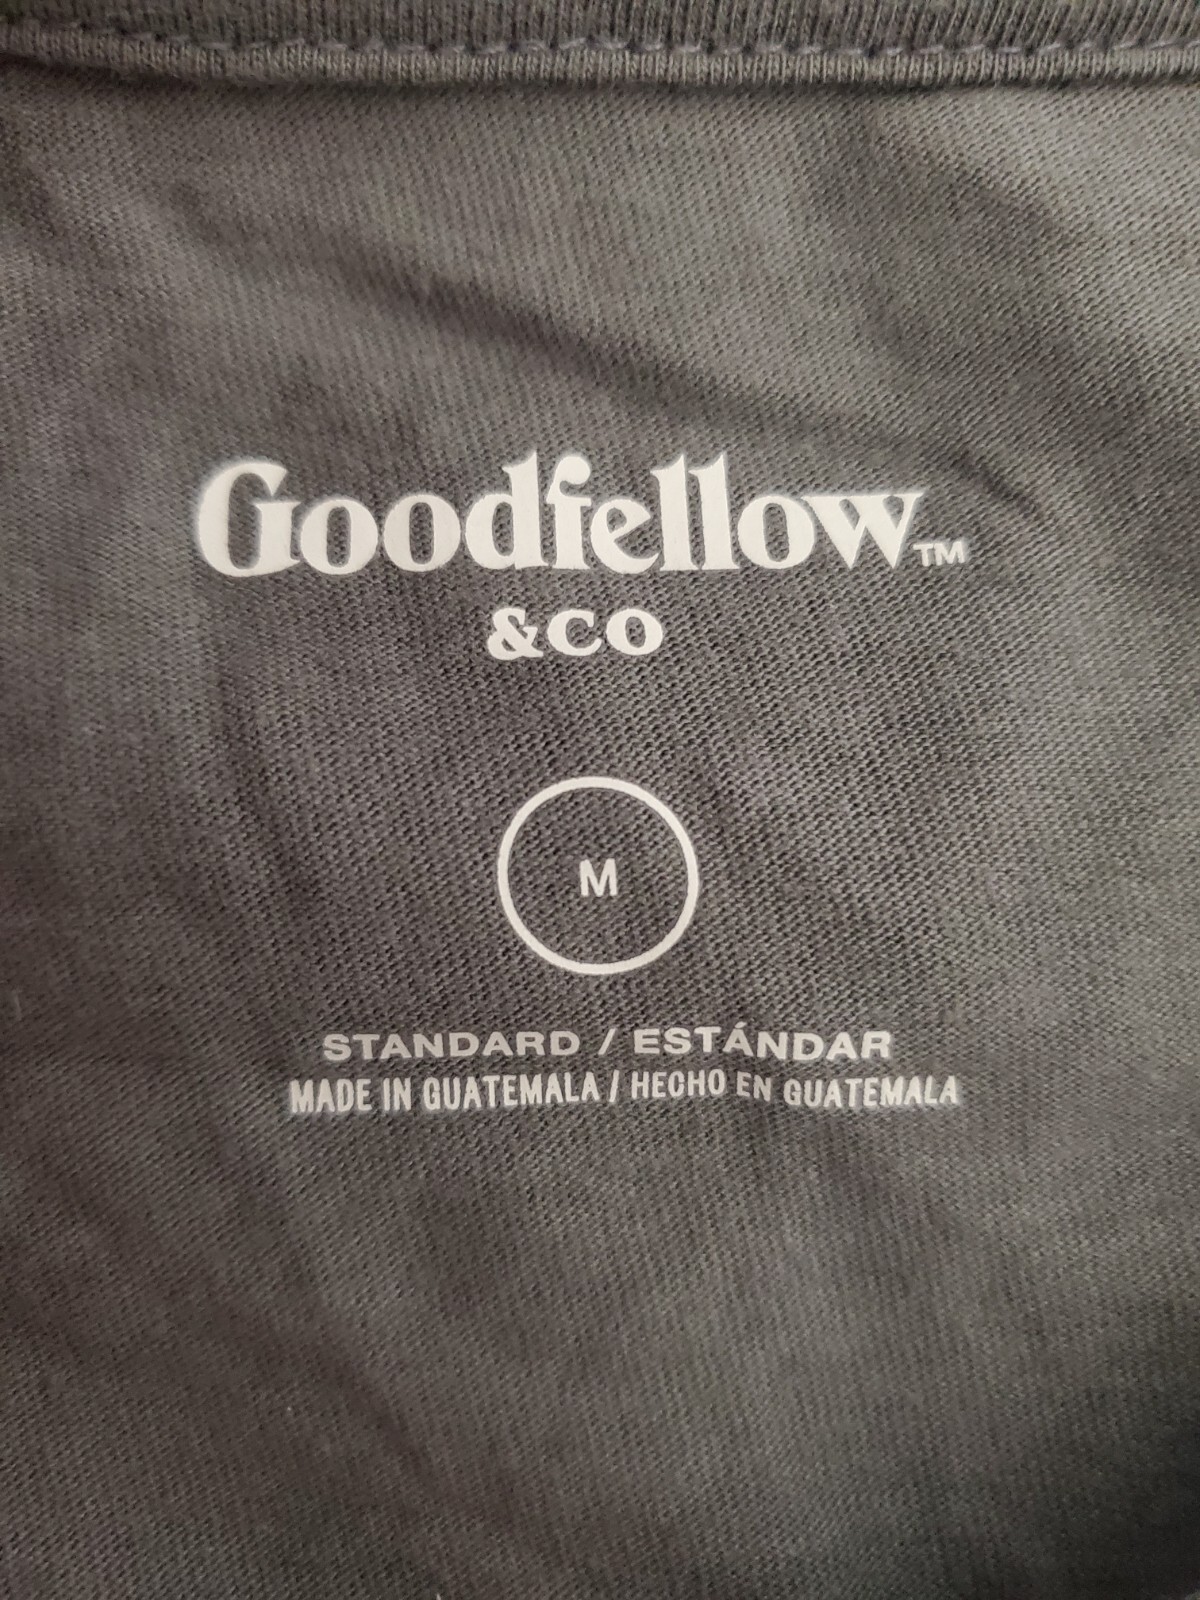 Goodfellow™
&CO
M
STANDARD / ESTÁNDAR
MADE IN GUATEMALA / HECHO EN GUATEMALA